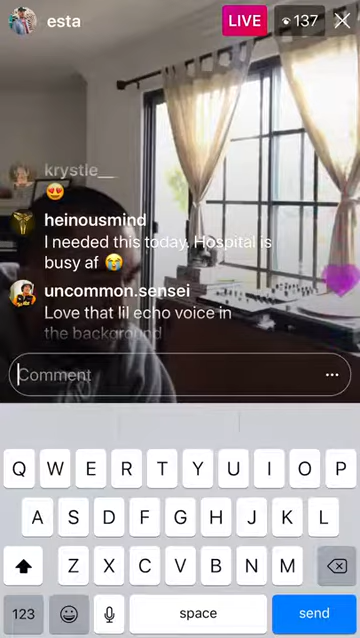 esta
LIVE
137
krystle__
😍
heinousmind
I needed this today. Hospital is
busy af 😭
uncommon.sensei
Love that lil echo voice in
the background
Comment
Q W E R T Y U I O P
A S D F G H J K L
Z X C V B N M
123
space
send